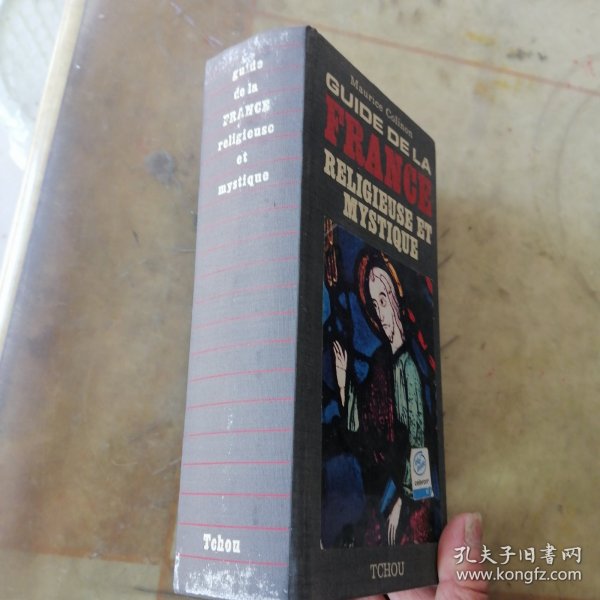 guide
de la
FRANCE
religieuse
et
mystique
Tchou
Maurice Colinon
GUIDE DE LA
FRANCE
RELIGIEUSE ET
MYSTIQUE
TCHOU
孔夫子旧书网
www.kongfz.com